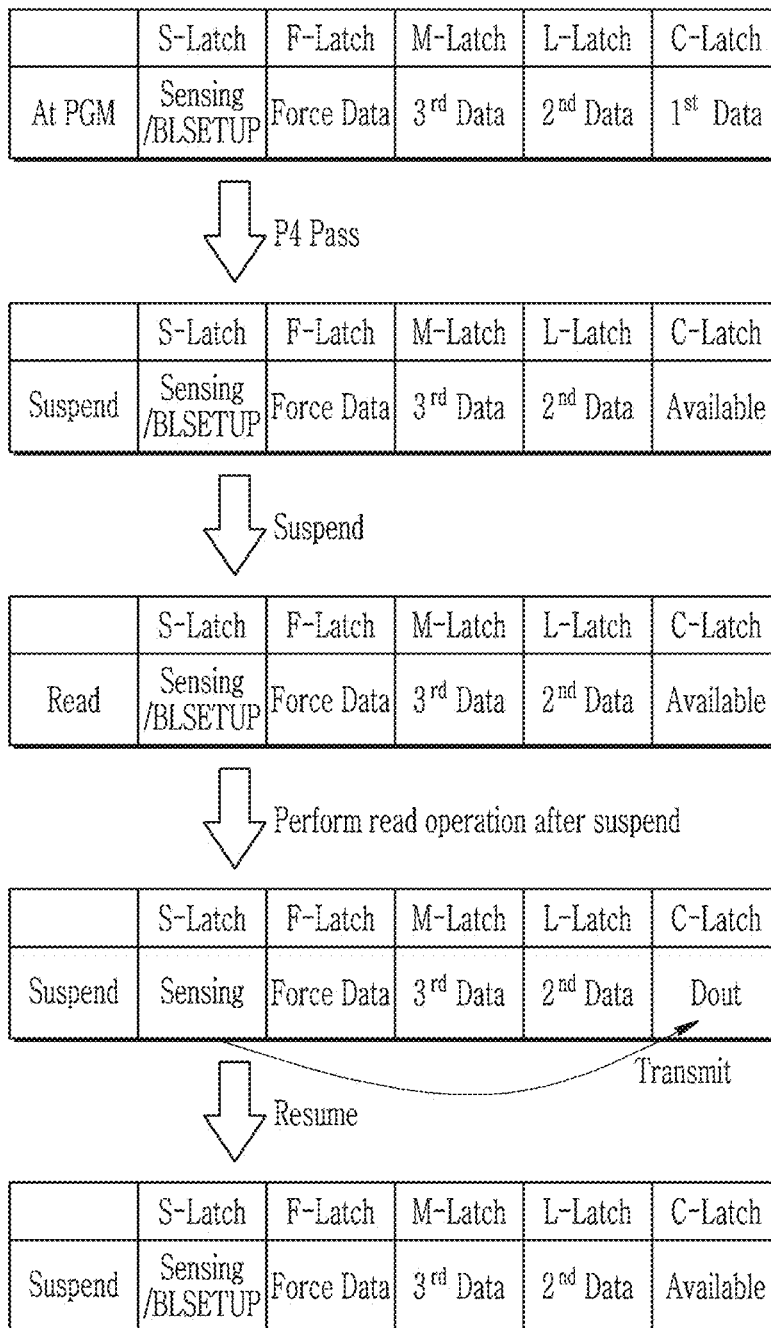 S-Latch F-Latch M-Latch L-Latch C-Latch
At PGM Sensing /BLSETUP Force Data 3rd Data 2nd Data 1st Data
P4 Pass
S-Latch F-Latch M-Latch L-Latch C-Latch
Suspend Sensing /BLSETUP Force Data 3rd Data 2nd Data Available
Suspend
S-Latch F-Latch M-Latch L-Latch C-Latch
Read Sensing /BLSETUP Force Data 3rd Data 2nd Data Available
Perform read operation after suspend
S-Latch F-Latch M-Latch L-Latch C-Latch
Suspend Sensing Force Data 3rd Data 2nd Data Dout
Transmit
Resume
S-Latch F-Latch M-Latch L-Latch C-Latch
Suspend Sensing /BLSETUP Force Data 3rd Data 2nd Data Available